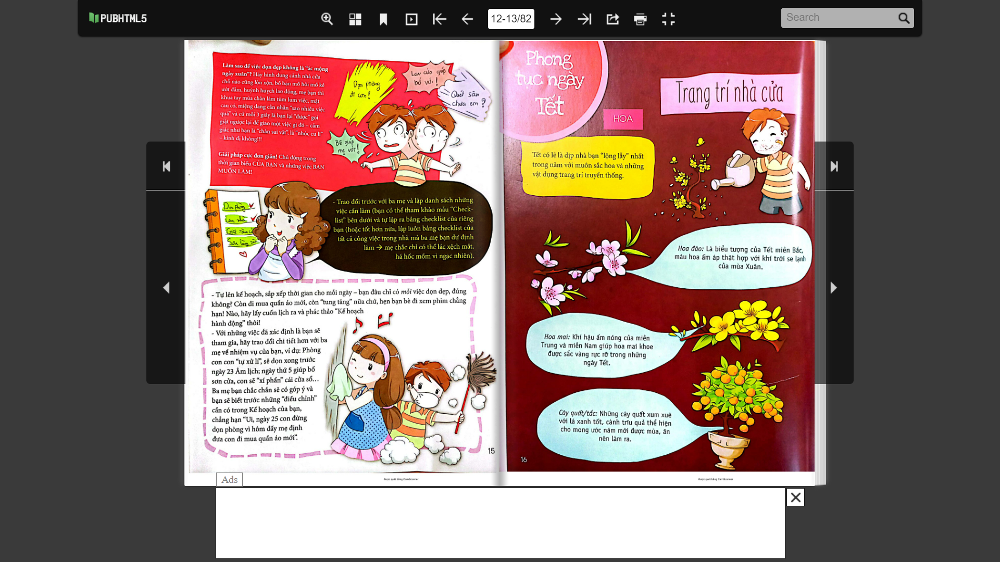 PUBHTML5
12-13/82
Search
Làm sao để việc dọn dẹp không là “ác mộng
ngày xuân”? Hãy hình dung cảnh nhà cửa
chỗ nào cũng lộn xộn, bố bạn mồ hôi mồ kê
ướt đẫm, huỳnh huỵch lao động, mẹ bạn thì
khua tay múa chân làm túm lum việc, mặt
cau có, miệng đang cằn nhằn “sao nhiều việc
quá” và cứ mỗi 3 giây là bạn lại “được” gọi
giật ngược lại để giao một việc gì đó – cảm
giác như bạn là “chân sai vặt”, là “nhóc cu li”
– kinh dị không!!!
Giải pháp cực đơn giản! Chủ động trong
thời gian biểu CỦA BẠN và những việc BẠN
MUỐN LÀM!
Dọn phòng
đi con!
Lau cửa giúp
bố với!
Quét sân
chưa em?
Bê giúp
mẹ với!
Dọn phòng
Lau nhà
- Trao đổi trước với ba mẹ và lập danh sách những
việc cần làm (bạn có thể tham khảo mẫu “Check-
list” bên dưới và tự lập ra bảng checklist của riêng
bạn (hoặc tốt hơn nữa, lập luôn bảng checklist của
tất cả công việc trong nhà mà ba mẹ bạn dự định
làm → mẹ chắc chỉ có thể lác xệch mắt,
há hốc mồm vì ngạc nhiên).
- Tự lên kế hoạch, sắp xếp thời gian cho mỗi ngày – bạn đâu chỉ có mỗi việc dọn dẹp, đúng
không? Còn đi mua quần áo mới, còn “tung tăng” nữa chứ, hẹn bạn bè đi xem phim chẳng
hạn! Nào, hãy lấy cuốn lịch ra và phác thảo “Kế hoạch
hành động” thôi!
- Với những việc đã xác định là bạn sẽ
tham gia, hãy trao đổi chi tiết hơn với ba
mẹ về nhiệm vụ của bạn, ví dụ: Phòng
con con “tự xử lí”, sẽ dọn xong trước
ngày 23 Âm lịch; ngày thứ 5 giúp bố
sơn cửa, con sẽ “xí phần” cái cửa sổ…
Ba mẹ bạn chắc chắn sẽ có góp ý và
bạn sẽ biết trước những “điều chỉnh”
cần có trong Kế hoạch của bạn,
chẳng hạn “Ui, ngày 25 con đừng
dọn phòng vì hôm đấy mẹ định
đưa con đi mua quần áo mới”.
15
Được quét bằng CamScanner
Phong
tục ngày
Tết
HOA
Trang trí nhà cửa
Tết có lẽ là dịp nhà bạn “lộng lẫy” nhất
trong năm với muôn sắc hoa và những
vật dụng trang trí truyền thống.
Hoa đào: Là biểu tượng của Tết miền Bắc,
màu hoa ấm áp thật hợp với khí trời se lạnh
của mùa Xuân.
Hoa mai: Khí hậu ấm nóng của miền
Trung và miền Nam giúp hoa mai khoe
được sắc vàng rực rỡ trong những
ngày Tết.
Cây quất/tắc: Những cây quất xum xuê
với lá xanh tốt, cành trĩu quả thể hiện
cho mong ước năm mới được mùa, ăn
nên làm ra.
16
Được quét bằng CamScanner
Ads